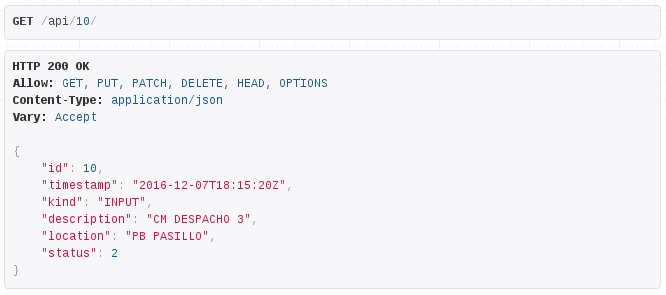 GET /api/10/
HTTP 200 OK
Allow: GET, PUT, PATCH, DELETE, HEAD, OPTIONS
Content-Type: application/json
Vary: Accept
{
    "id": 10,
    "timestamp": "2016-12-07T18:15:20Z",
    "kind": "INPUT",
    "description": "CM DESPACHO 3",
    "location": "PB PASILLO",
    "status": 2
}